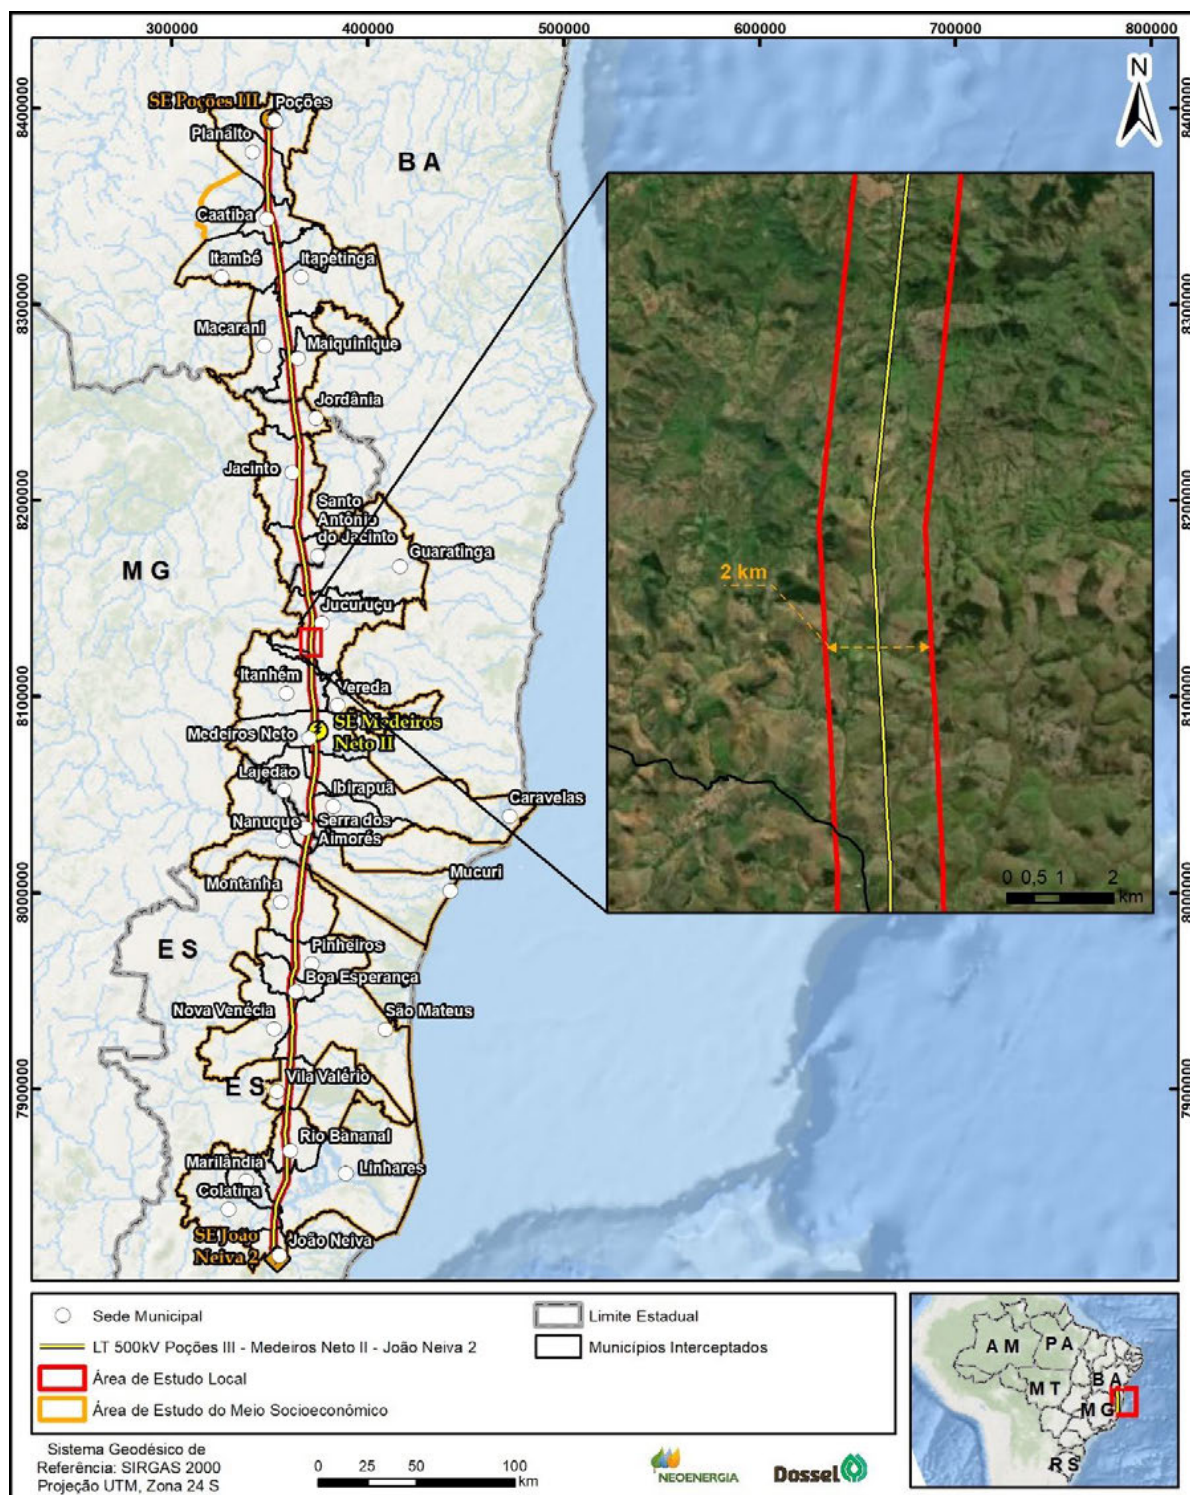 300000 400000 500000 600000 700000 800000
8400000
8300000
8200000
8100000
8000000
7900000
8400000
8300000
8200000
8100000
8000000
7900000
N
SE Poções III
Poções
Planalto
B A
Caatiba
Itambé
Itapetinga
Macarani
Maiquinique
Jordânia
Jacinto
Santo
Antônio
do Jacinto
Guaratinga
M G
Jucuruçu
Itanhém
Vereda
SE Medeiros
Neto II
Medeiros Neto
Lajedão
Ibirapuã
Caravelas
Nanuque
Serra dos
Aimorés
Mucuri
Montanha
E S
Pinheiros
Boa Esperança
Nova Venécia
São Mateus
E S
Vila Valério
Rio Bananal
Marilândia
Linhares
Colatina
SE João
Neiva 2
João Neiva
2 km
0 0,5 1 2
km
Sede Municipal
LT 500kV Poções III - Medeiros Neto II - João Neiva 2
Área de Estudo Local
Área de Estudo do Meio Socioeconômico
Limite Estadual
Municípios Interceptados
A M
P A
B A
M T
M G
R S
Sistema Geodésico de
Referência: SIRGAS 2000
Projeção UTM, Zona 24 S
0 25 50 100
km
NEOENERGIA
Dossel